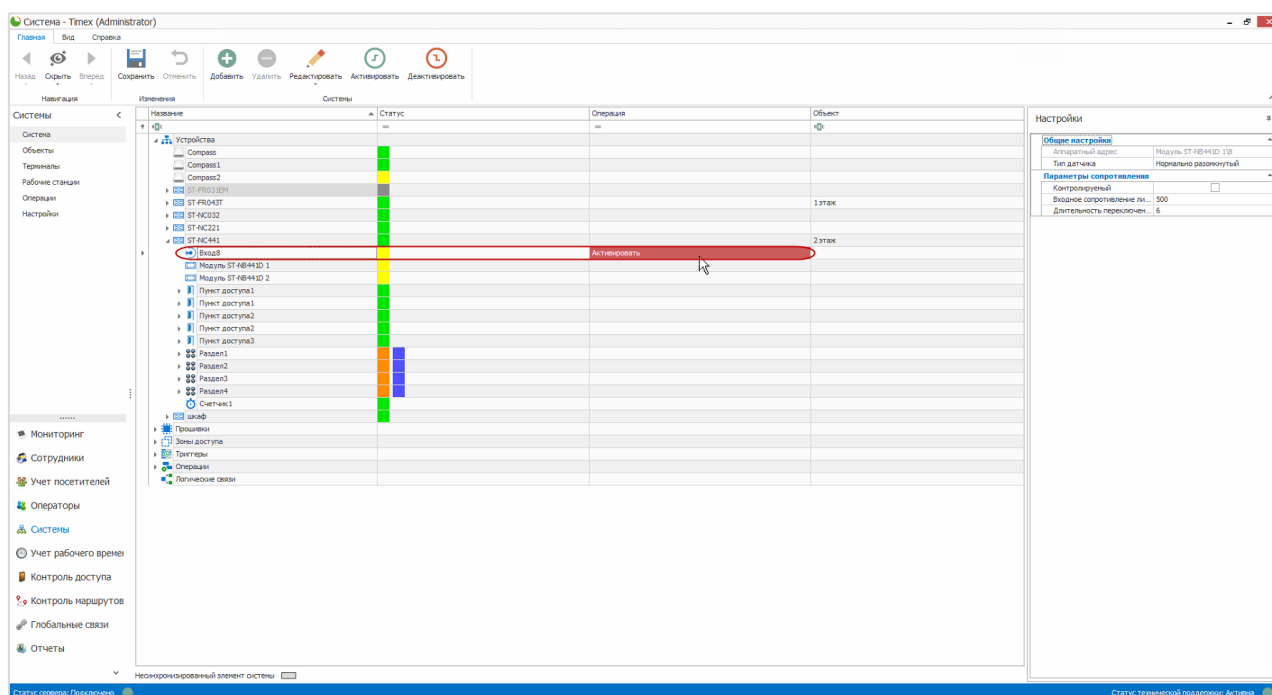 Система - Timex (Administrator)
Главная Вид Справка
Назад Скрыть Вперед Сохранить Отменить Добавить Удалить Редактировать Активировать Деактивировать
Навигация Изменения Системы
Системы
Система
Объекты
Терминалы
Рабочие станции
Операции
Настройки
Мониторинг
Сотрудники
Учет посетителей
Операторы
Системы
Учет рабочего времен
Контроль доступа
Контроль маршрутов
Глобальные связи
Отчеты
Название Статус Операция Объект
Устройства
Compass
Compass1
Compass2
ST-FR031EM
ST-FR043T 1 этаж
ST-NC032
ST-NC221
ST-NC441 2 этаж
Вход8 Активировать
Модуль ST-NB441D 1
Модуль ST-NB441D 2
Пункт доступа1
Пункт доступа1
Пункт доступа2
Пункт доступа2
Пункт доступа3
Раздел1
Раздел2
Раздел3
Раздел4
Счетчик1
шкаф
Прошивки
Зоны доступа
Триггеры
Операции
Логические связи
Несинхронизированный элемент системы
Настройки
Общие настройки
Аппаратный адрес Модуль ST-NB441D 1\8
Тип датчика Нормально разомкнутый
Параметры сопротивления
Контролируемый
Входное сопротивление ли... 500
Длительность переключен... 6
Статус сервера: Подключено Статус технической поддержки: Активна